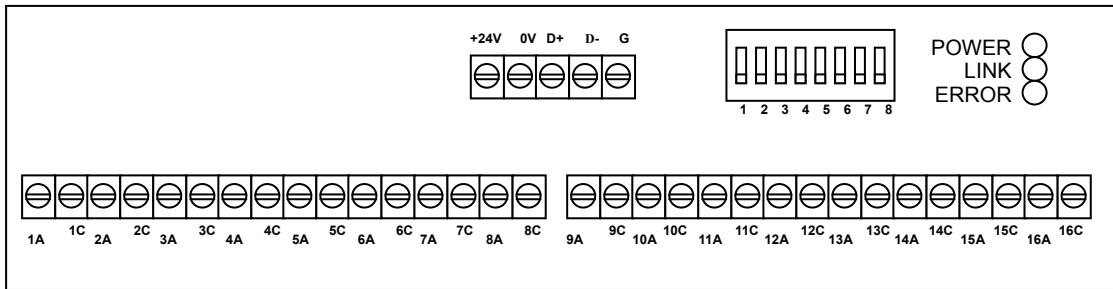 +24V 0V D+ D- G
POWER
LINK
ERROR
1 2 3 4 5 6 7 8
1C 2C 3C 4C 5C 6C 7C 8C 9C 10C 11C 12C 13C 14C 15C 16C
1A 2A 3A 4A 5A 6A 7A 8A 9A 10A 11A 12A 13A 14A 15A 16A